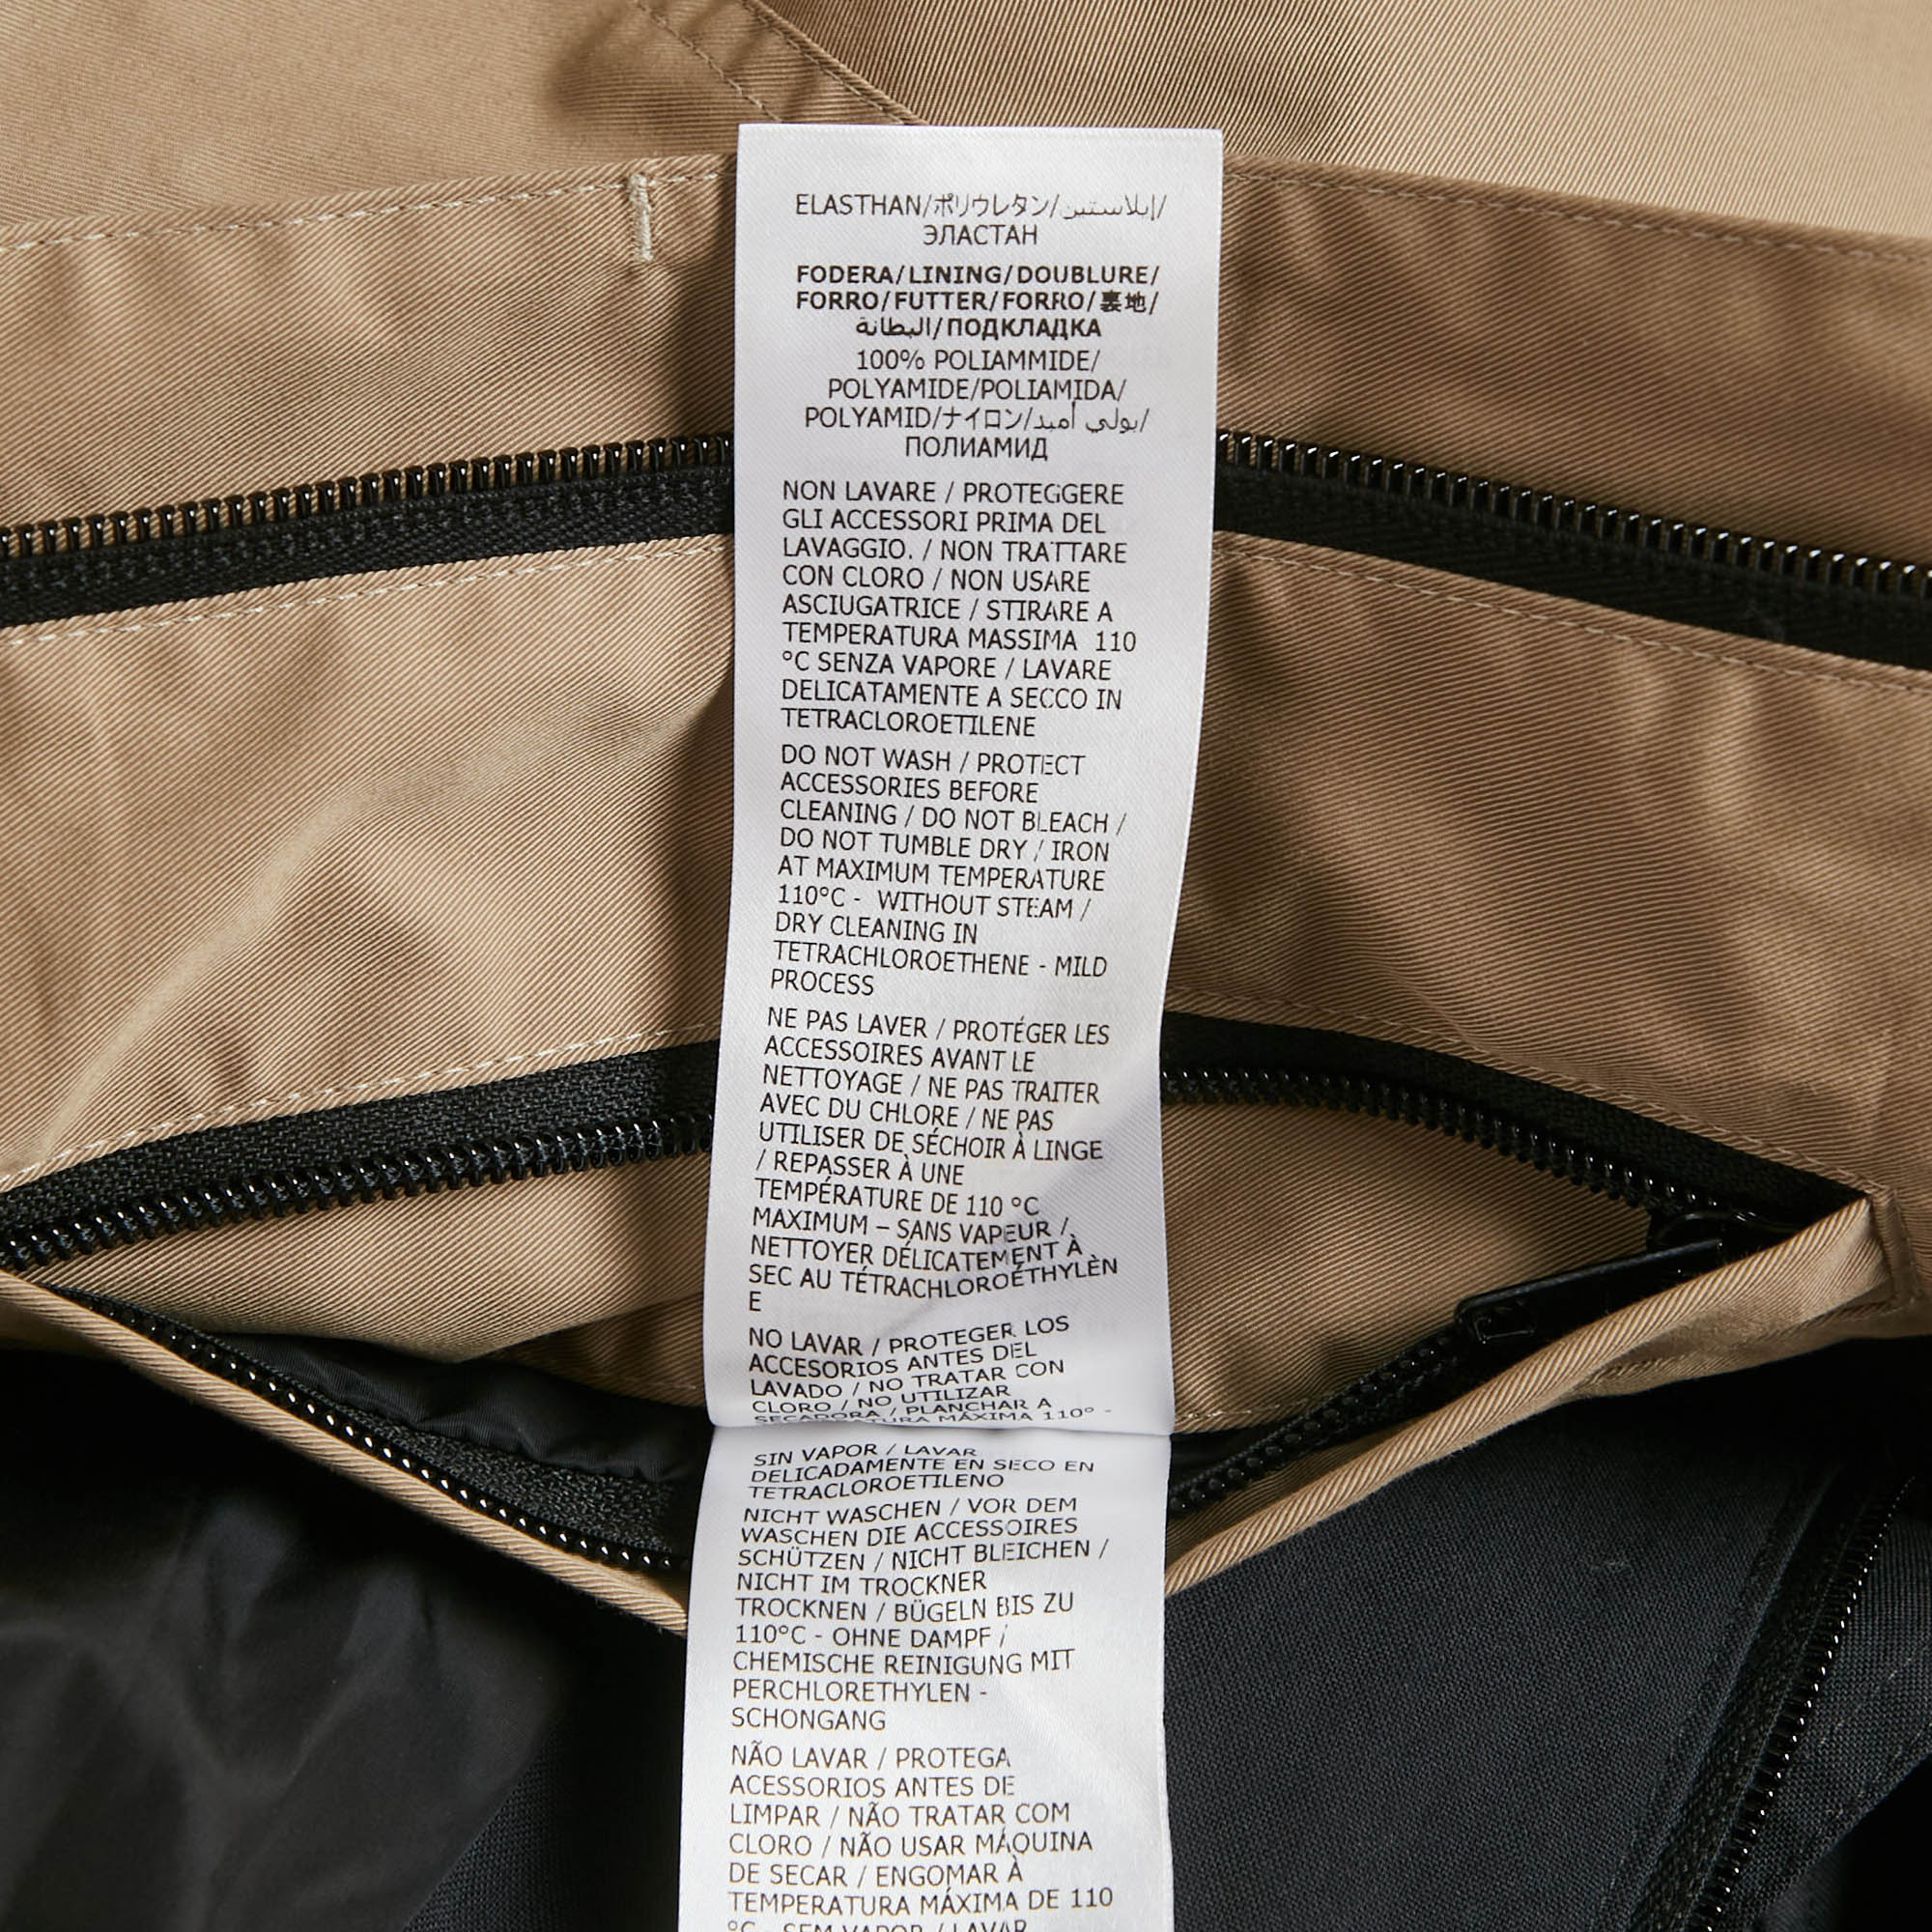 ELASTHAN/ポリウレタン/إيلاستين/
ЭЛАСТАН
FODERA/LINING/DOUBLURE/
FORRO/FUTTER/FORRO/裏地/
البطانة/ПОДКЛАДКА
100% POLIAMMIDE/
POLYAMIDE/POLIAMIDA/
POLYAMID/ナイロン/بولي أميد/
ПОЛИАМИД
NON LAVARE / PROTEGGERE
GLI ACCESSORI PRIMA DEL
LAVAGGIO. / NON TRATTARE
CON CLORO / NON USARE
ASCIUGATRICE / STIRARE A
TEMPERATURA MASSIMA 110
°C SENZA VAPORE / LAVARE
DELICATAMENTE A SECCO IN
TETRACLOROETILENE
DO NOT WASH / PROTECT
ACCESSORIES BEFORE
CLEANING / DO NOT BLEACH /
DO NOT TUMBLE DRY / IRON
AT MAXIMUM TEMPERATURE
110°C - WITHOUT STEAM /
DRY CLEANING IN
TETRACHLOROETHENE - MILD
PROCESS
NE PAS LAVER / PROTÉGER LES
ACCESSOIRES AVANT LE
NETTOYAGE / NE PAS TRAITER
AVEC DU CHLORE / NE PAS
UTILISER DE SÉCHOIR À LINGE
/ REPASSER À UNE
TEMPÉRATURE DE 110 °C
MAXIMUM – SANS VAPEUR /
NETTOYER DÉLICATEMENT À
SEC AU TÉTRACHLOROÉTHYLÈN
E
NO LAVAR / PROTEGER LOS
ACCESORIOS ANTES DEL
LAVADO / NO TRATAR CON
CLORO / NO UTILIZAR
SECADORA / PLANCHAR A
MÁXIMA 110° -
SIN VAPOR / LAVAR
DELICADAMENTE EN SECO EN
TETRACLOROETILENO
NICHT WASCHEN / VOR DEM
WASCHEN DIE ACCESSOIRES
SCHÜTZEN / NICHT BLEICHEN /
NICHT IM TROCKNER
TROCKNEN / BÜGELN BIS ZU
110°C - OHNE DAMPF /
CHEMISCHE REINIGUNG MIT
PERCHLORETHYLEN -
SCHONGANG
NÃO LAVAR / PROTEGA
ACESSORIOS ANTES DE
LIMPAR / NÃO TRATAR COM
CLORO / NÃO USAR MÁQUINA
DE SECAR / ENGOMAR À
TEMPERATURA MÁXIMA DE 110
°C - SEM VAPOR / LAVAR